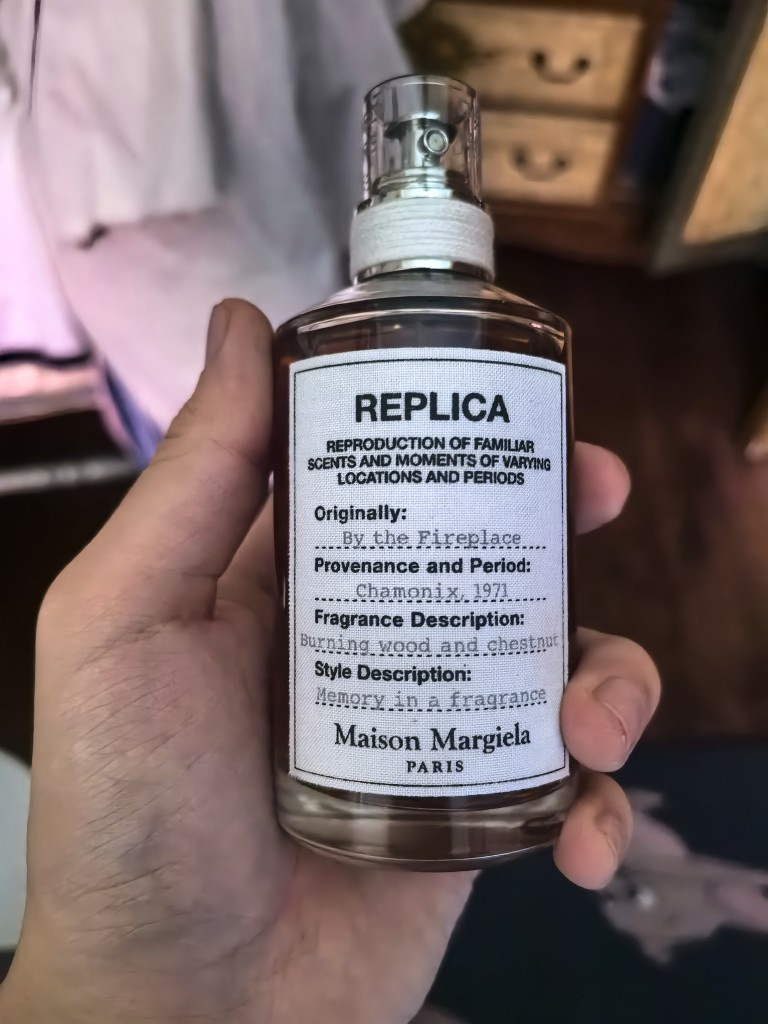 REPLICA
REPRODUCTION OF FAMILIAR
SCENTS AND MOMENTS OF VARYING
LOCATIONS AND PERIODS
Originally:
By the Fireplace
Provenance and Period:
Chamonix, 1971
Fragrance Description:
Burning wood and chestnut
Style Description:
Memory in a fragrance
Maison Margiela
PARIS